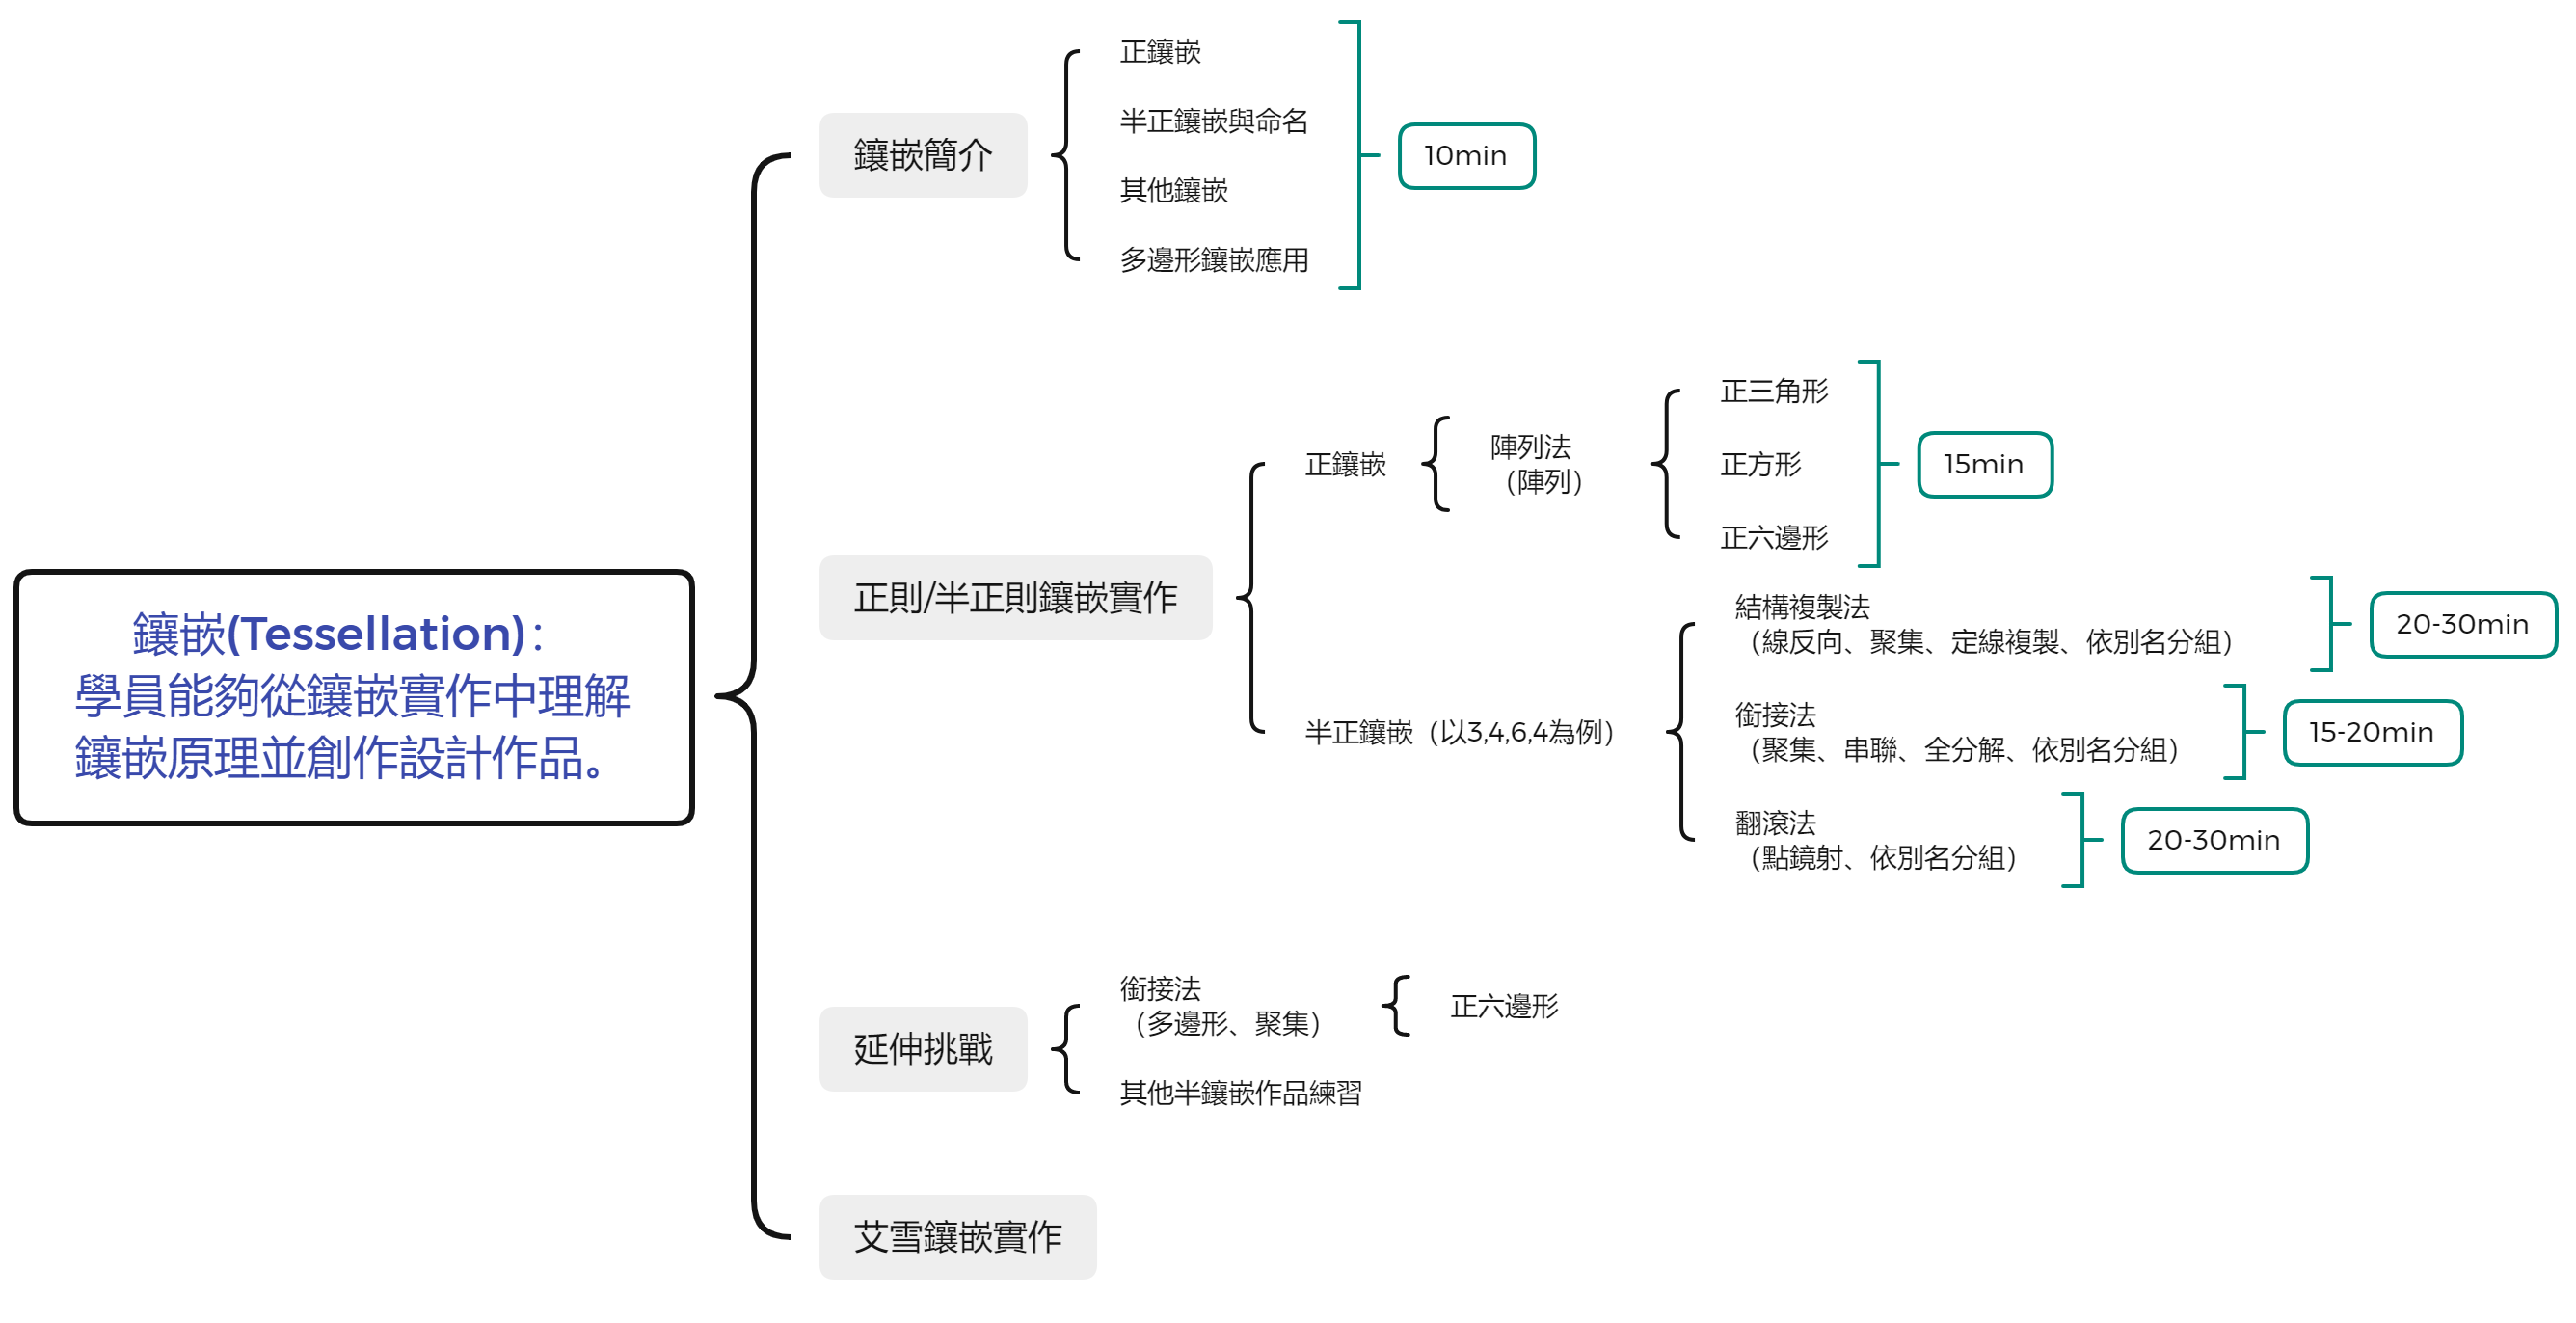 鑲嵌(Tessellation)：
學員能夠從鑲嵌實作中理解
鑲嵌原理並創作設計作品。
鑲嵌簡介
正鑲嵌
半正鑲嵌與命名
其他鑲嵌
多邊形鑲嵌應用
10min
正則/半正則鑲嵌實作
正鑲嵌
陣列法
（陣列）
正三角形
正方形
正六邊形
15min
半正鑲嵌（以3,4,6,4為例）
結構複製法
（線反向、聚集、定線複製、依別名分組）
20-30min
銜接法
（聚集、串聯、全分解、依別名分組）
15-20min
翻滾法
（點鏡射、依別名分組）
20-30min
延伸挑戰
銜接法
（多邊形、聚集）
正六邊形
其他半鑲嵌作品練習
艾雪鑲嵌實作